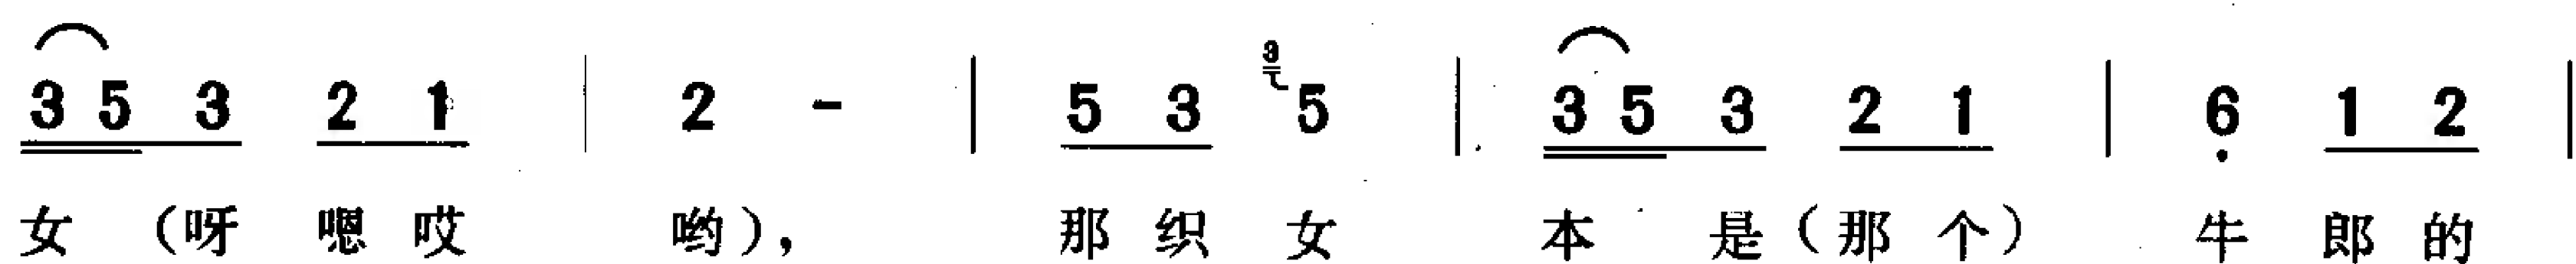 3 5 3 2 1 | 2 - | 5 3 3 5 | 3 5 3 2 1 | 6 1 2 |
女（呀 嗯 哎 哟）， 那 织 女 本 是（那 个） 牛 郎 的